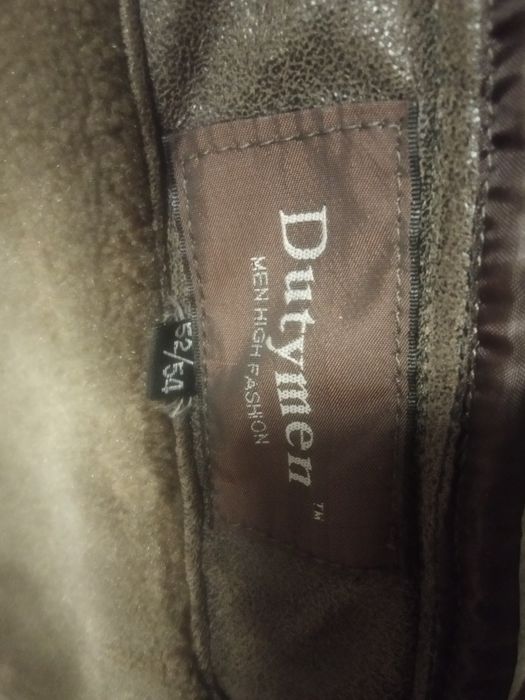 Dutymen™
MEN HIGH FASHION
52/54